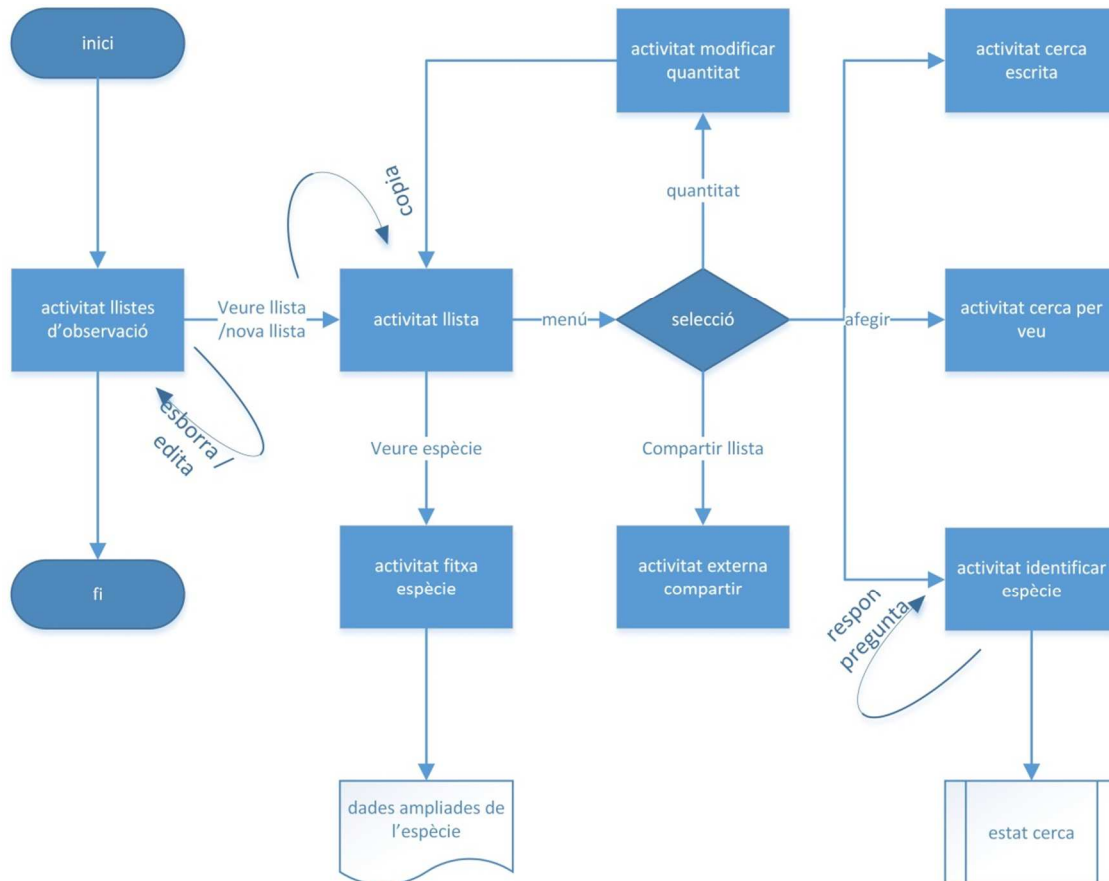 inici
activitat modificar
quantitat
activitat cerca
escrita
copia
quantitat
activitat llistes
d’observació
Veure llista
/nova llista
activitat llista
menú
selecció
afegir
activitat cerca per
veu
esborra /
edita
Veure espècie
Compartir llista
fi
activitat fitxa
espècie
activitat externa
compartir
activitat identificar
espècie
respon
pregunta
dades ampliades de
l’espècie
estat cerca